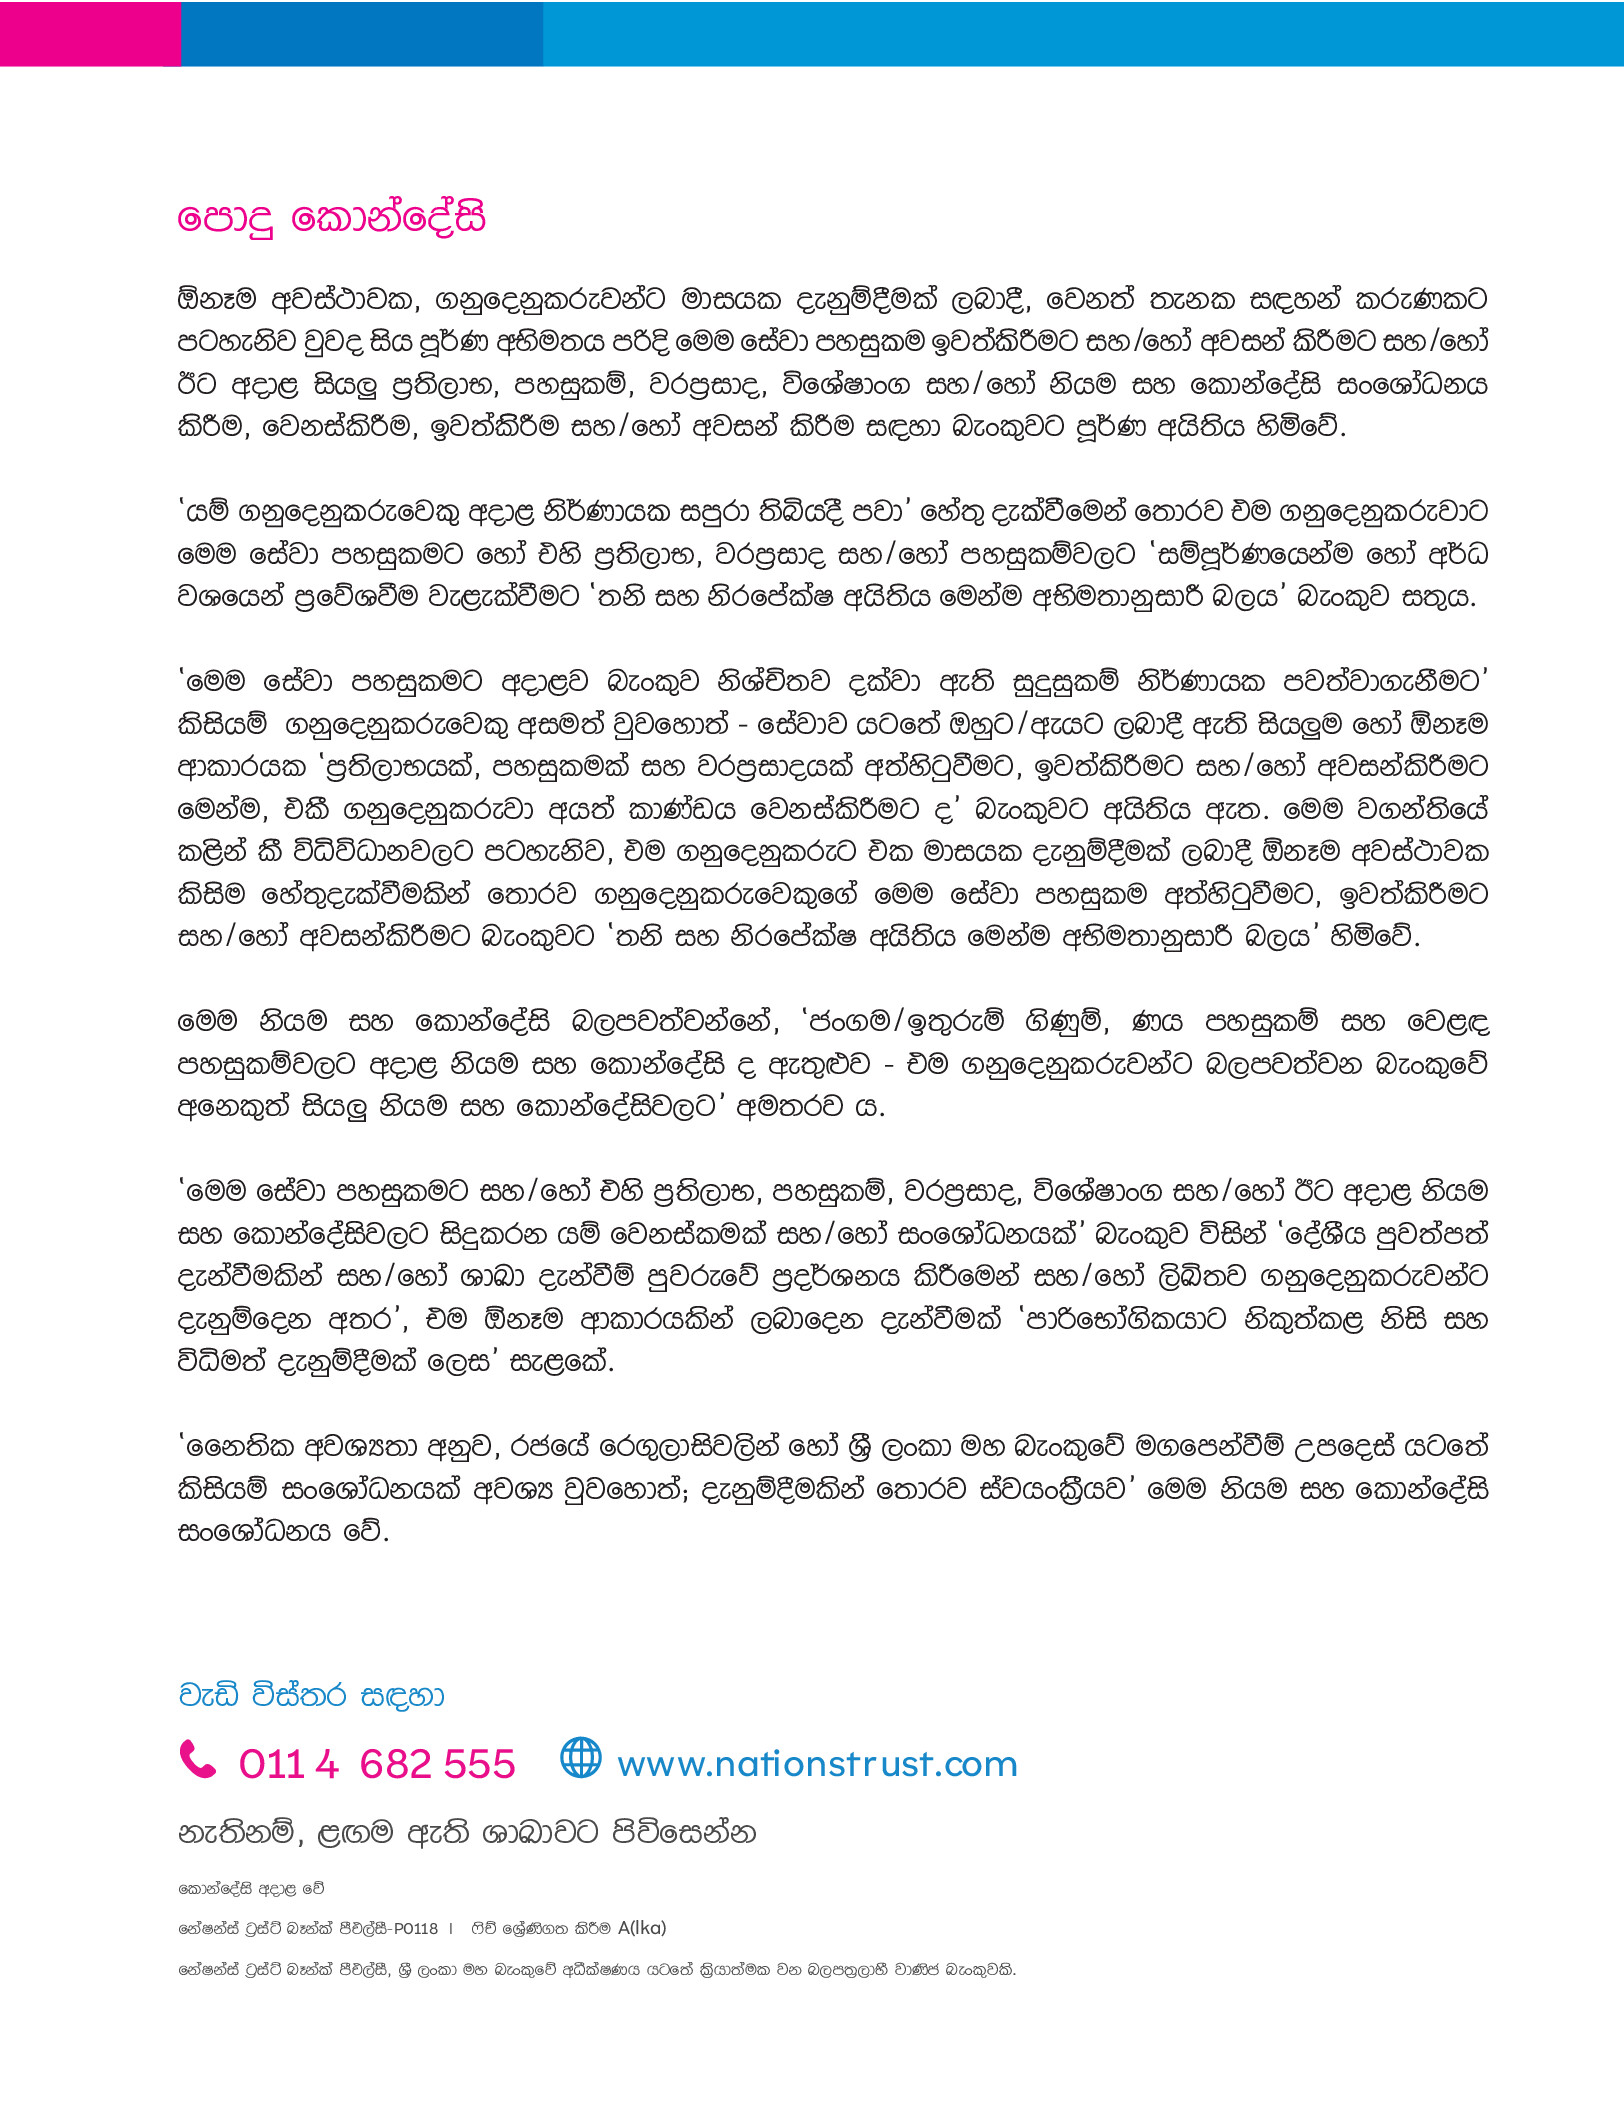 පොදු කොන්දේසි
ඕනෑම අවස්ථාවක, ගනුදෙනුකරුවන්ට මාසයක දැනුම්දීමක් ලබාදී, වෙනත් තැනක සඳහන් කරුණකට
පටහැනිව වුවද සිය පූර්ණ අභිමතය පරිදි මෙම සේවා පහසුකම ඉවත්කිරීමට සහ/හෝ අවසන් කිරීමට සහ/හෝ
ඊට අදාළ සියලු ප්‍රතිලාභ, පහසුකම්, වරප්‍රසාද, විශේෂාංග සහ/හෝ නියම සහ කොන්දේසි සංශෝධනය
කිරීම, වෙනස්කිරීම, ඉවත්කිරීම සහ/හෝ අවසන් කිරීම සඳහා බැංකුවට පූර්ණ අයිතිය හිමිවේ.
‘යම් ගනුදෙනුකරුවෙකු අදාළ නිර්ණායක සපුරා තිබියදී පවා’ හේතු දැක්වීමෙන් තොරව එම ගනුදෙනුකරුවාට
මෙම සේවා පහසුකමට හෝ එහි ප්‍රතිලාභ, වරප්‍රසාද සහ/හෝ පහසුකම්වලට ‘සම්පූර්ණයෙන්ම හෝ අර්ධ
වශයෙන් ප්‍රවේශවීම වැළැක්වීමට ‘තනි සහ නිරපේක්ෂ අයිතිය මෙන්ම අභිමතානුසාරී බලය’ බැංකුව සතුය.
‘මෙම සේවා පහසුකමට අදාළව බැංකුව නිශ්චිතව දක්වා ඇති සුදුසුකම් නිර්ණායක පවත්වාගැනීමට’
කිසියම් ගනුදෙනුකරුවෙකු අසමත් වුවහොත් - සේවාව යටතේ ඔහුට/ඇයට ලබාදී ඇති සියලුම හෝ ඕනෑම
ආකාරයක ‘ප්‍රතිලාභයක්, පහසුකමක් සහ වරප්‍රසාදයක් අත්හිටුවීමට, ඉවත්කිරීමට සහ/හෝ අවසන්කිරීමට
මෙන්ම, එකී ගනුදෙනුකරුවා අයත් කාණ්ඩය වෙනස්කිරීමට ද’ බැංකුවට අයිතිය ඇත. මෙම වගන්තියේ
කළින් කී විධිවිධානවලට පටහැනිව, එම ගනුදෙනුකරුට එක මාසයක දැනුම්දීමක් ලබාදී ඕනෑම අවස්ථාවක
කිසිම හේතුදැක්වීමකින් තොරව ගනුදෙනුකරුවෙකුගේ මෙම සේවා පහසුකම අත්හිටුවීමට, ඉවත්කිරීමට
සහ/හෝ අවසන්කිරීමට බැංකුවට ‘තනි සහ නිරපේක්ෂ අයිතිය මෙන්ම අභිමතානුසාරී බලය’ හිමිවේ.
මෙම නියම සහ කොන්දේසි බලපවත්වන්නේ, ‘ජංගම/ඉතුරුම් ගිණුම්, ණය පහසුකම් සහ වෙළඳ
පහසුකම්වලට අදාළ නියම සහ කොන්දේසි ද ඇතුළුව - එම ගනුදෙනුකරුවන්ට බලපවත්වන බැංකුවේ
අනෙකුත් සියලු නියම සහ කොන්දේසිවලට’ අමතරව ය.
‘මෙම සේවා පහසුකමට සහ/හෝ එහි ප්‍රතිලාභ, පහසුකම්, වරප්‍රසාද, විශේෂාංග සහ/හෝ ඊට අදාළ නියම
සහ කොන්දේසිවලට සිදුකරන යම් වෙනස්කමක් සහ/හෝ සංශෝධනයක්’ බැංකුව විසින් ‘දේශීය පුවත්පත්
දැන්වීමකින් සහ/හෝ ශාඛා දැන්වීම් පුවරුවේ ප්‍රදර්ශනය කිරීමෙන් සහ/හෝ ලිඛිතව ගනුදෙනුකරුවන්ට
දැනුම්දෙන අතර’, එම ඕනෑම ආකාරයකින් ලබාදෙන දැන්වීමක් ‘පාරිභෝගිකයාට නිකුත්කළ නිසි සහ
විධිමත් දැනුම්දීමක් ලෙස’ සැළකේ.
‘නෛතික අවශ්‍යතා අනුව, රජයේ රෙගුලාසිවලින් හෝ ශ්‍රී ලංකා මහ බැංකුවේ මගපෙන්වීම් උපදෙස් යටතේ
කිසියම් සංශෝධනයක් අවශ්‍ය වුවහොත්; දැනුම්දීමකින් තොරව ස්වයංක්‍රීයව’ මෙම නියම සහ කොන්දේසි
සංශෝධනය වේ.
වැඩි විස්තර සඳහා
011 4 682 555 www.nationstrust.com
නැතිනම්, ළඟම ඇති ශාඛාවට පිවිසෙන්න
කොන්දේසි අදාළ වේ
නේෂන්ස් ට්‍රස්ට් බෑන්ක් පීඑල්සී-PO118 | ෆිච් ශ්‍රේණිගත කිරීම A(lka)
නේෂන්ස් ට්‍රස්ට් බෑන්ක් පීඑල්සී, ශ්‍රී ලංකා මහ බැංකුවේ අධීක්ෂණය යටතේ ක්‍රියාත්මක වන බලපත්‍රලාභී වාණිජ බැංකුවකි.